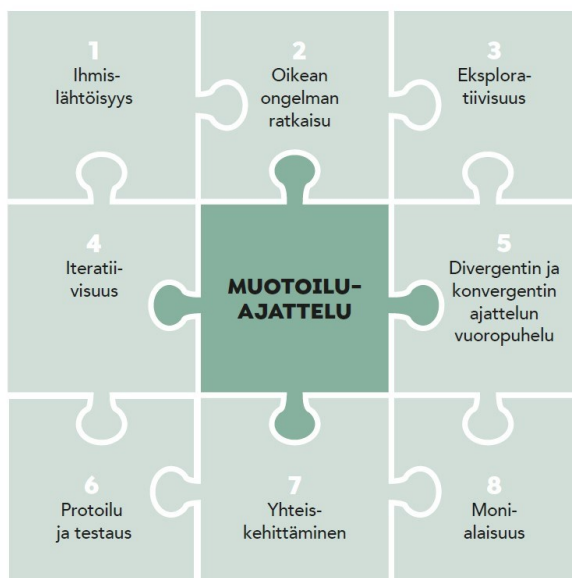 1
Ihmis-
lähtöisyys
2
Oikean
ongelman
ratkaisu
3
Eksplora-
tiivisuus
4
Iteratii-
visuus
MUOTOILU-
AJATTELU
5
Divergentin ja
konvergentin
ajattelun
vuoropuhelu
6
Protoilu
ja testaus
7
Yhteis-
kehittäminen
8
Moni-
alaisuus